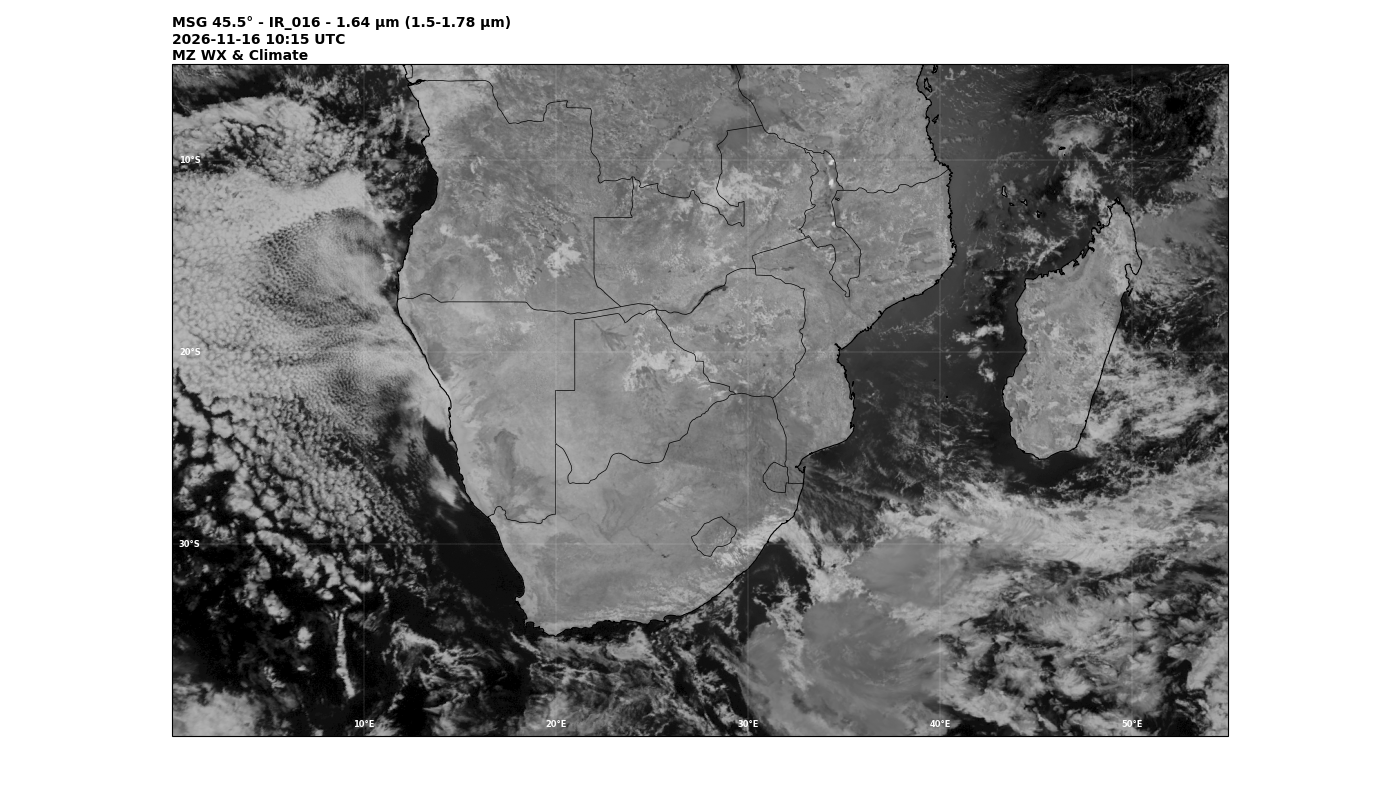 MSG 45.5° - IR_016 - 1.64 μm (1.5-1.78 μm)
2026-11-16 10:15 UTC
MZ WX & Climate
10°S
20°S
30°S
10°E 20°E 30°E 40°E 50°E